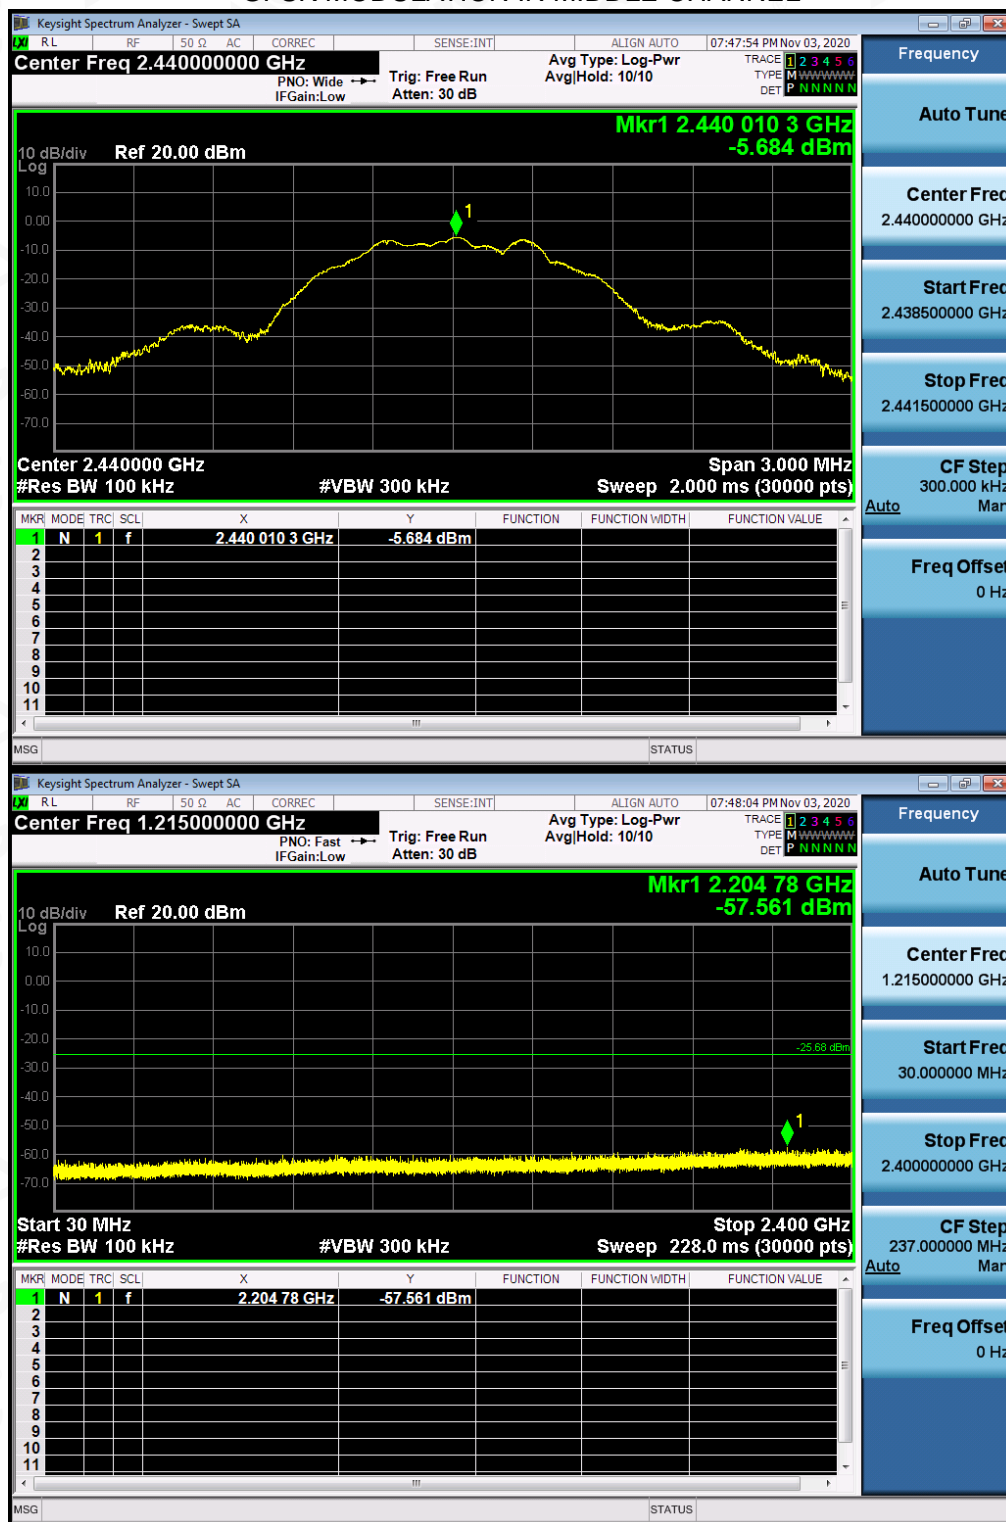 Keysight Spectrum Analyzer - Swept SA
LXI RL RF 50 Ω AC CORREC SENSE:INT ALIGN AUTO 07:47:54 PM Nov 03, 2020
Center Freq 2.440000000 GHz
PNO: Wide
IFGain:Low
Trig: Free Run
Atten: 30 dB
Avg Type: Log-Pwr
Avg|Hold: 10/10
TRACE 1 2 3 4 5 6
TYPE M WWWWW
DET P N N N N N
Mkr1 2.440 010 3 GHz
-5.684 dBm
10 dB/div Ref 20.00 dBm
Log
10.0
0.00
-10.0
-20.0
-30.0
-40.0
-50.0
-60.0
-70.0
1
Center 2.440000 GHz Span 3.000 MHz
#Res BW 100 kHz #VBW 300 kHz Sweep 2.000 ms (30000 pts)
MKR MODE TRC SCL X Y FUNCTION FUNCTION WIDTH FUNCTION VALUE
1 N 1 f 2.440 010 3 GHz -5.684 dBm
2
3
4
5
6
7
8
9
10
11
MSG STATUS
Frequency
Auto Tune
Center Freq
2.440000000 GHz
Start Freq
2.438500000 GHz
Stop Freq
2.441500000 GHz
CF Step
300.000 kHz
Auto Man
Freq Offset
0 Hz
Keysight Spectrum Analyzer - Swept SA
LXI RL RF 50 Ω AC CORREC SENSE:INT ALIGN AUTO 07:48:04 PM Nov 03, 2020
Center Freq 1.215000000 GHz
PNO: Fast
IFGain:Low
Trig: Free Run
Atten: 30 dB
Avg Type: Log-Pwr
Avg|Hold: 10/10
TRACE 1 2 3 4 5 6
TYPE M WWWWW
DET P N N N N N
Mkr1 2.204 78 GHz
-57.561 dBm
10 dB/div Ref 20.00 dBm
Log
10.0
0.00
-10.0
-20.0
-30.0
-40.0
-50.0
-60.0
-70.0
-25.68 dBm
1
Start 30 MHz Stop 2.400 GHz
#Res BW 100 kHz #VBW 300 kHz Sweep 228.0 ms (30000 pts)
MKR MODE TRC SCL X Y FUNCTION FUNCTION WIDTH FUNCTION VALUE
1 N 1 f 2.204 78 GHz -57.561 dBm
2
3
4
5
6
7
8
9
10
11
MSG STATUS
Frequency
Auto Tune
Center Freq
1.215000000 GHz
Start Freq
30.000000 MHz
Stop Freq
2.400000000 GHz
CF Step
237.000000 MHz
Auto Man
Freq Offset
0 Hz